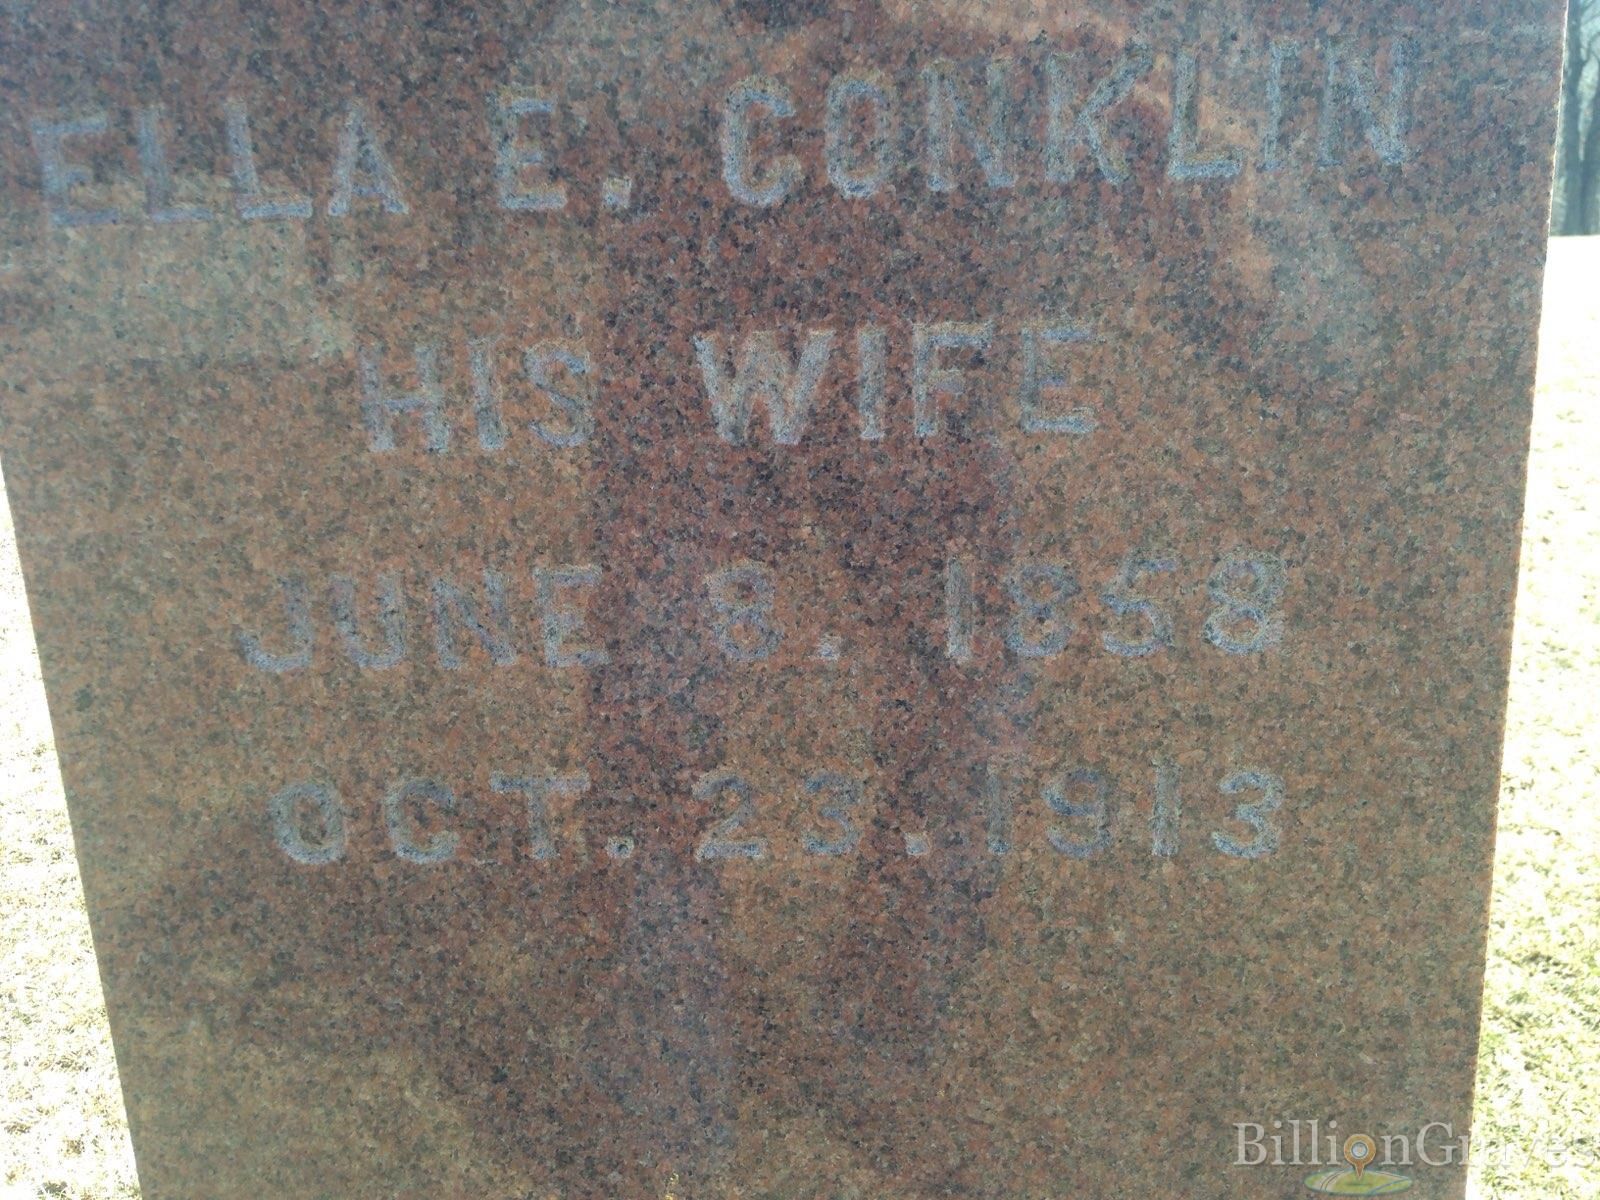 ELLA E. CONKLIN
HIS WIFE
JUNE 8. 1858
OCT. 23. 1913
BillionGraves